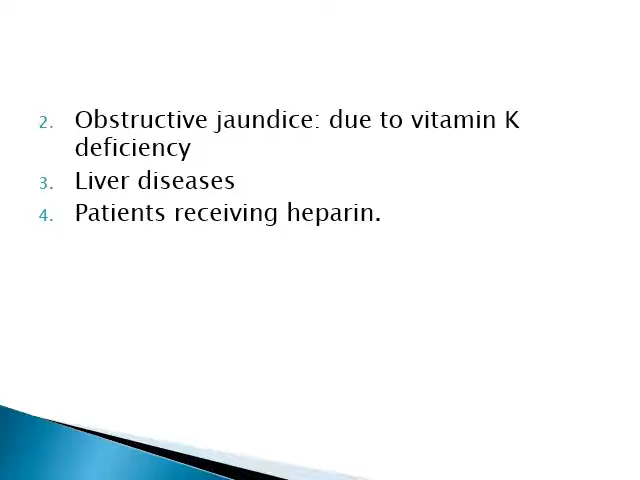 2. Obstructive jaundice: due to vitamin K
deficiency
3. Liver diseases
4. Patients receiving heparin.